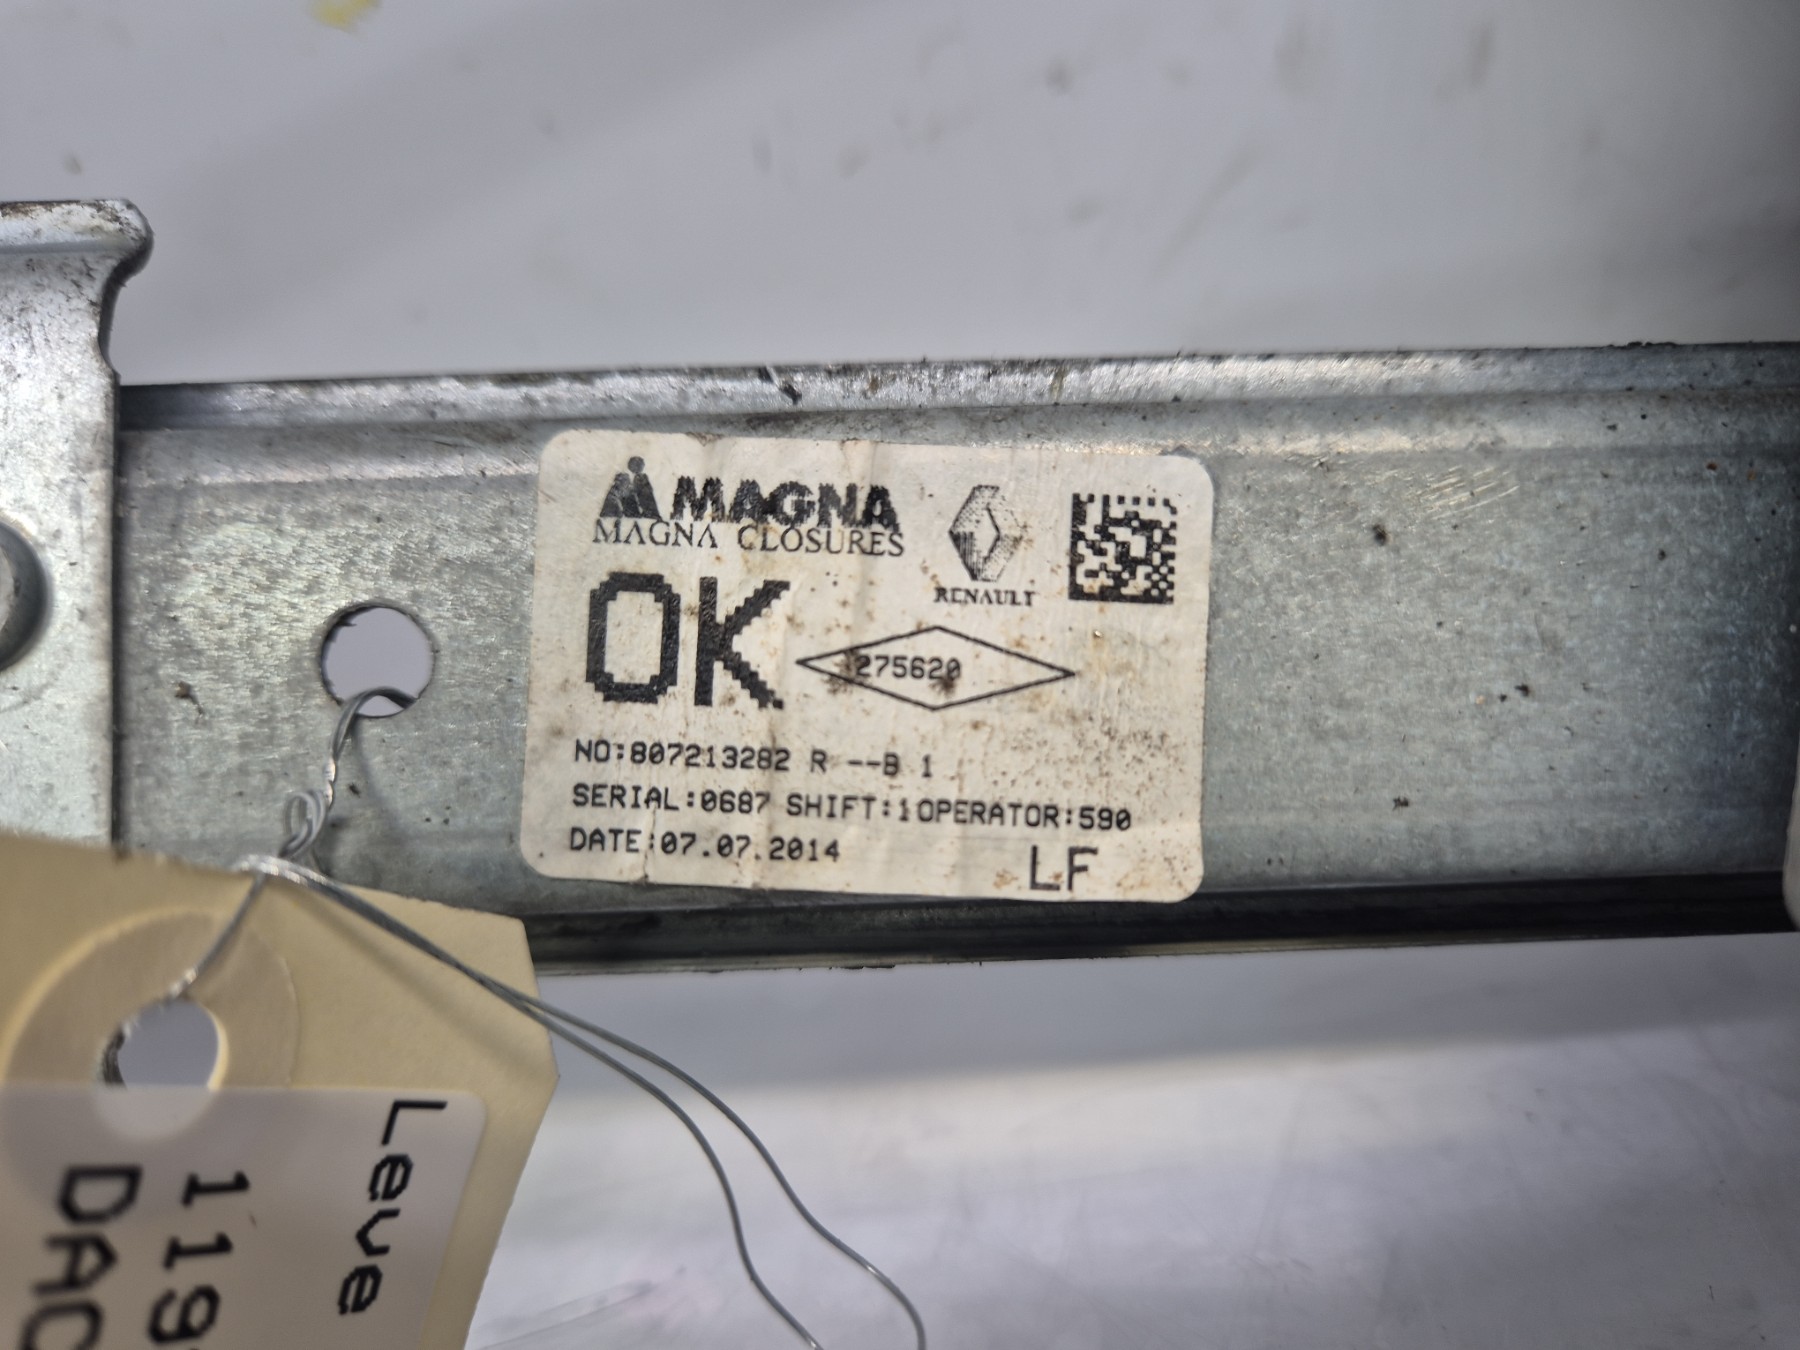 MAGNA
MAGNA CLOSURES
RENAULT
OK
275620
NO:807213282 R --B 1
SERIAL:0687 SHIFT:1OPERATOR:590
DATE:07.07.2014
LF
Leve
119
DAC